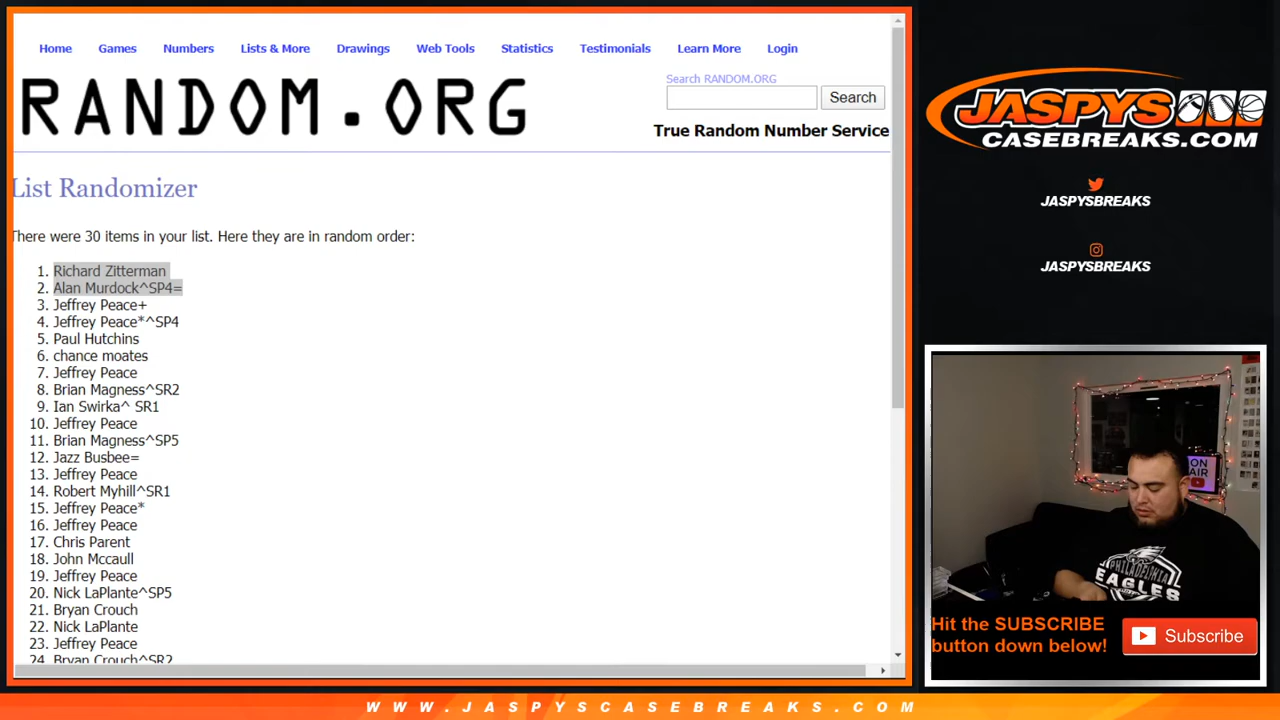 Home Games Numbers Lists & More Drawings Web Tools Statistics Testimonials Learn More Login
RANDOM.ORG
Search RANDOM.ORG
Search
True Random Number Service
List Randomizer
There were 30 items in your list. Here they are in random order:
1. Richard Zitterman
2. Alan Murdock^SP4=
3. Jeffrey Peace+
4. Jeffrey Peace*^SP4
5. Paul Hutchins
6. chance moates
7. Jeffrey Peace
8. Brian Magness^SR2
9. Ian Swirka^ SR1
10. Jeffrey Peace
11. Brian Magness^SP5
12. Jazz Busbee=
13. Jeffrey Peace
14. Robert Myhill^SR1
15. Jeffrey Peace*
16. Jeffrey Peace
17. Chris Parent
18. John Mccaull
19. Jeffrey Peace
20. Nick LaPlante^SP5
21. Bryan Crouch
22. Nick LaPlante
23. Jeffrey Peace
24. Bryan Crouch^SR2
JASPYS
CASEBREAKS.COM
JASPYSBREAKS
JASPYSBREAKS
ON
AIR
PHILADELPHIA
EAGLES
Hit the SUBSCRIBE
button down below!
Subscribe
WWW.JASPYSCASEBREAKS.COM